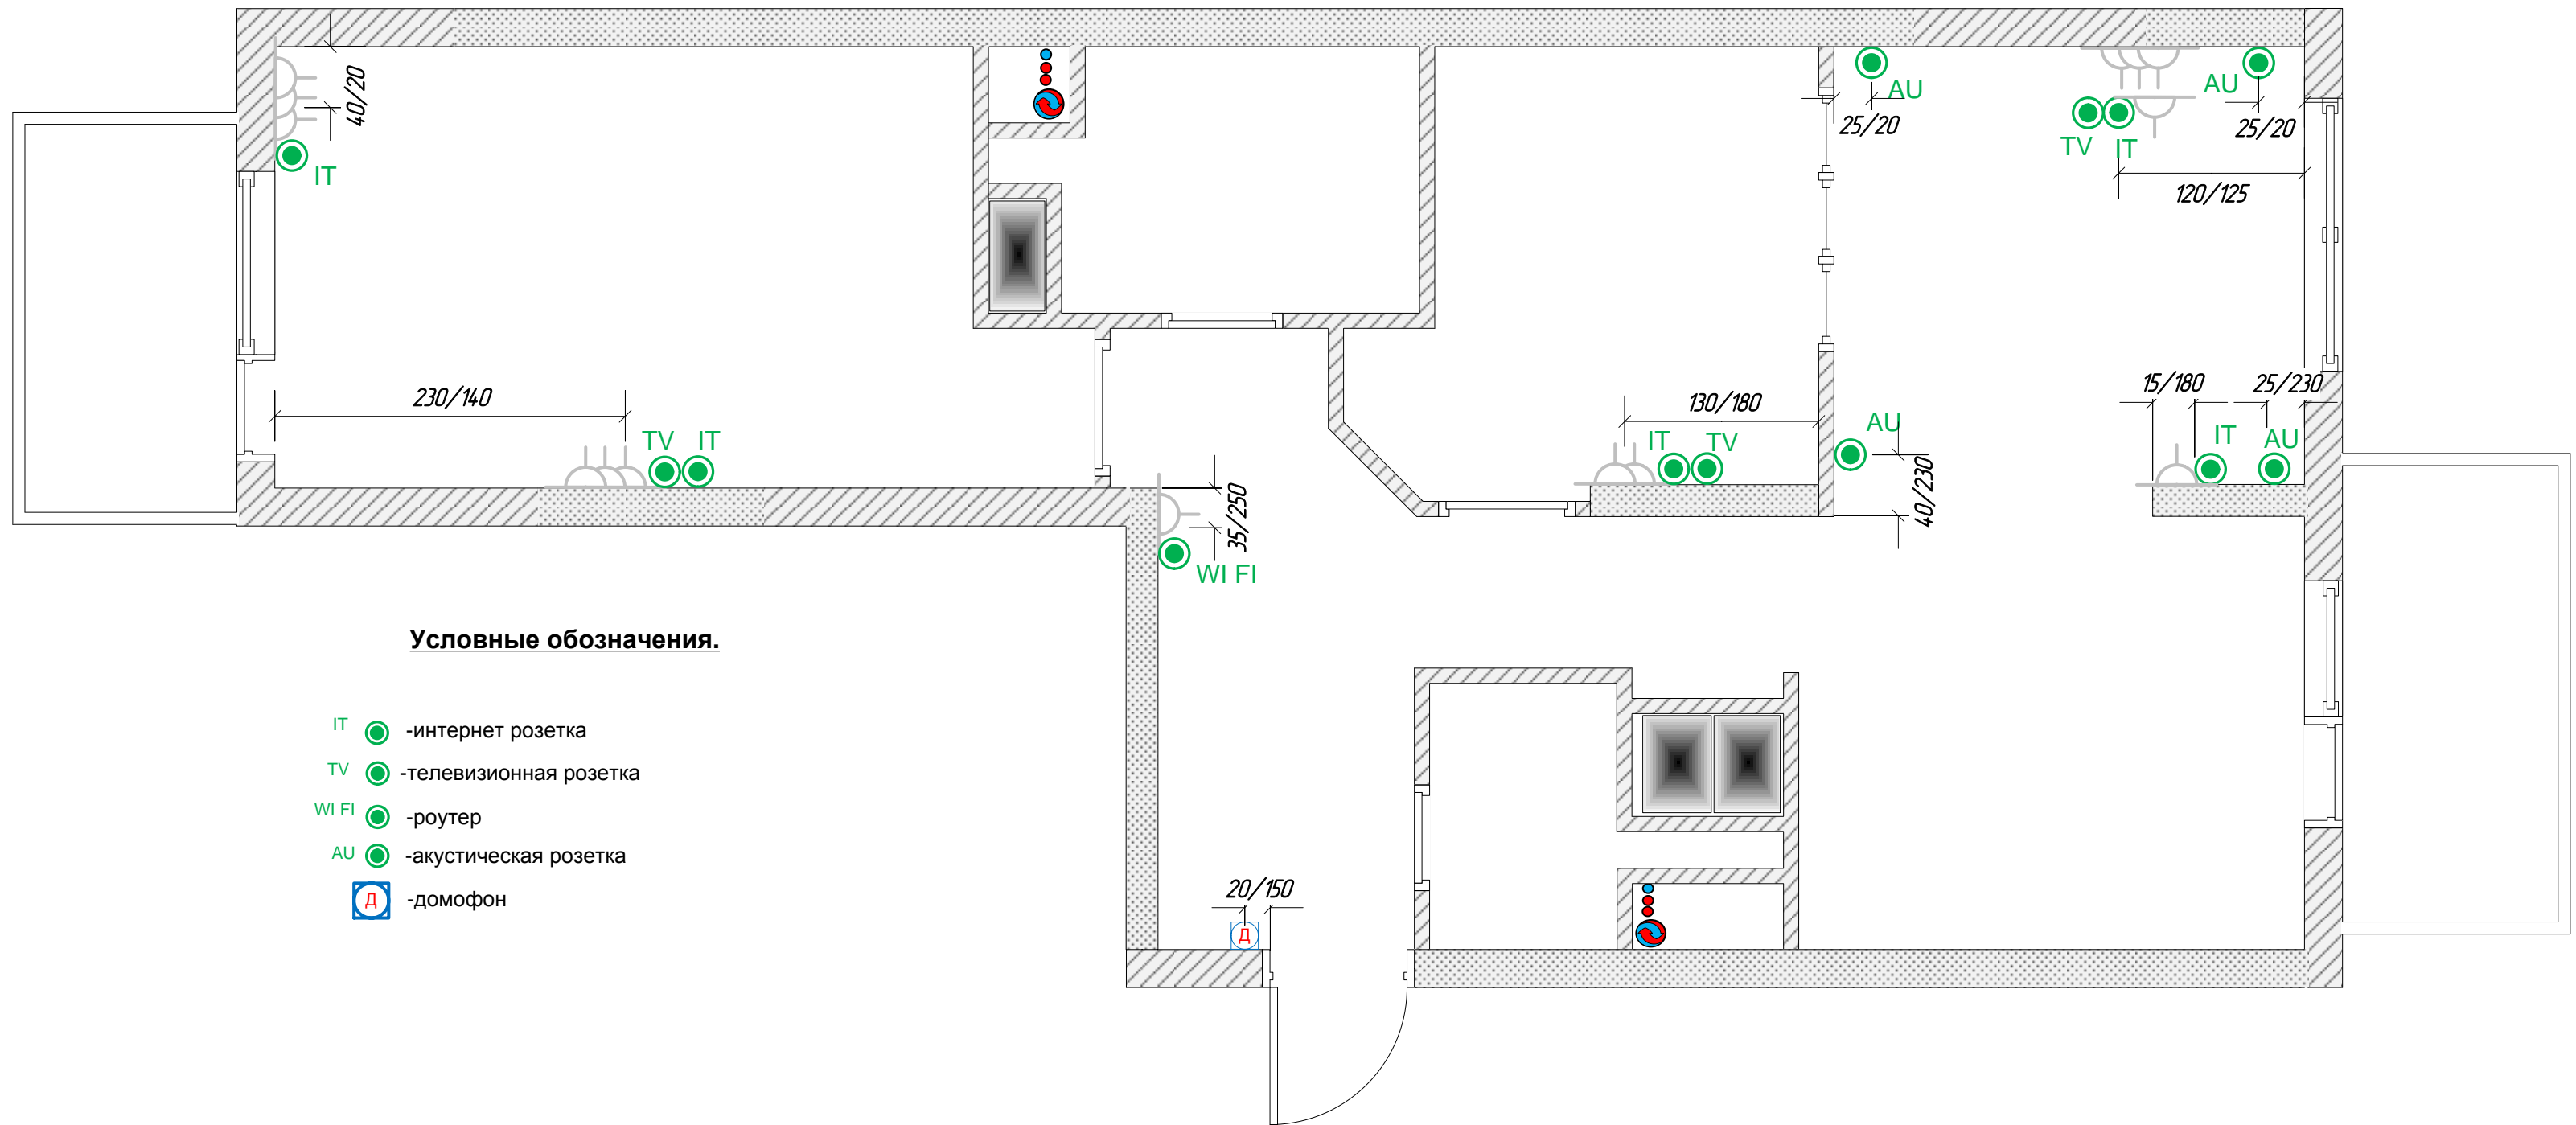 40/20
IT
AU
25/20
AU
25/20
TV
IT
120/125
230/140
TV
IT
130/180
IT
TV
AU
40/230
15/180
25/230
IT
AU
35/250
WI FI
Условные обозначения.
IT -интернет розетка
TV -телевизионная розетка
WI FI -роутер
AU -акустическая розетка
Д -домофон
20/150
Д